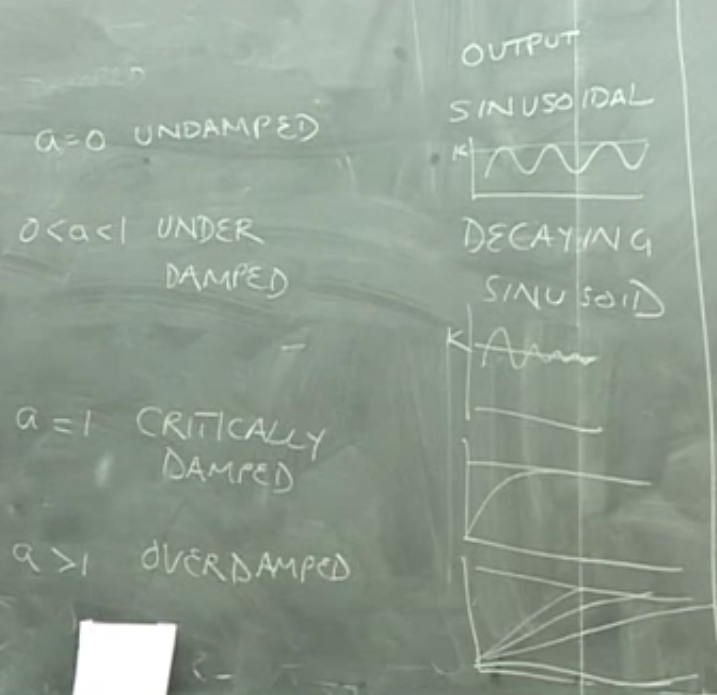 OUTPUT
SINUSOIDAL
a=0 UNDAMPED
K
0<a<1 UNDER
DAMPED
DECAYING
SINUSOID
K
a=1 CRITICALLY
DAMPED
a>1 OVERDAMPED